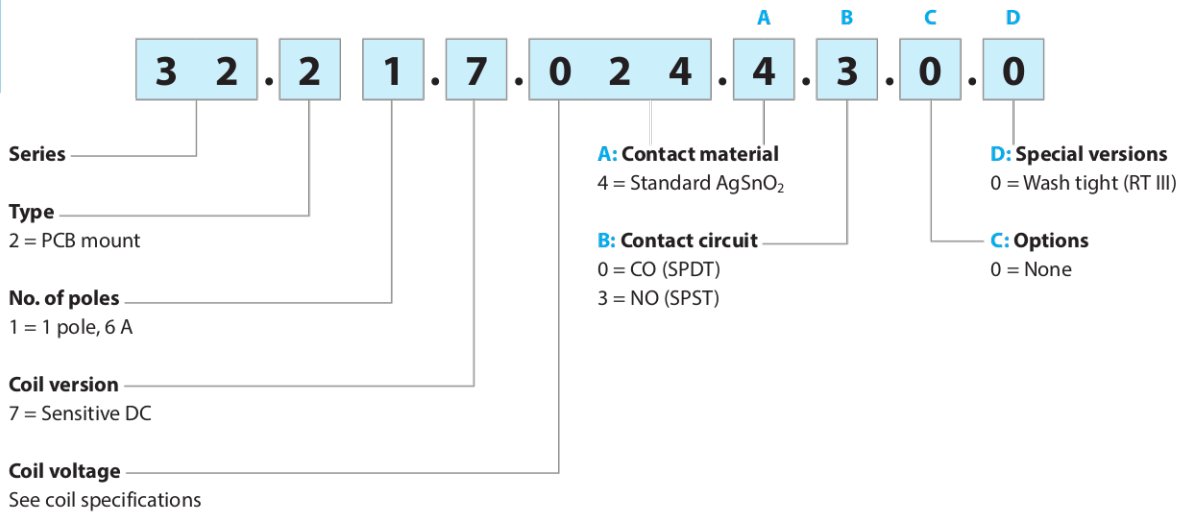 A B C D
3 2 . 2 1 . 7 . 0 2 4 . 4 . 3 . 0 . 0
Series
Type
2 = PCB mount
No. of poles
1 = 1 pole, 6 A
Coil version
7 = Sensitive DC
Coil voltage
See coil specifications
A: Contact material
4 = Standard AgSnO₂
B: Contact circuit
0 = CO (SPDT)
3 = NO (SPST)
D: Special versions
0 = Wash tight (RT III)
C: Options
0 = None